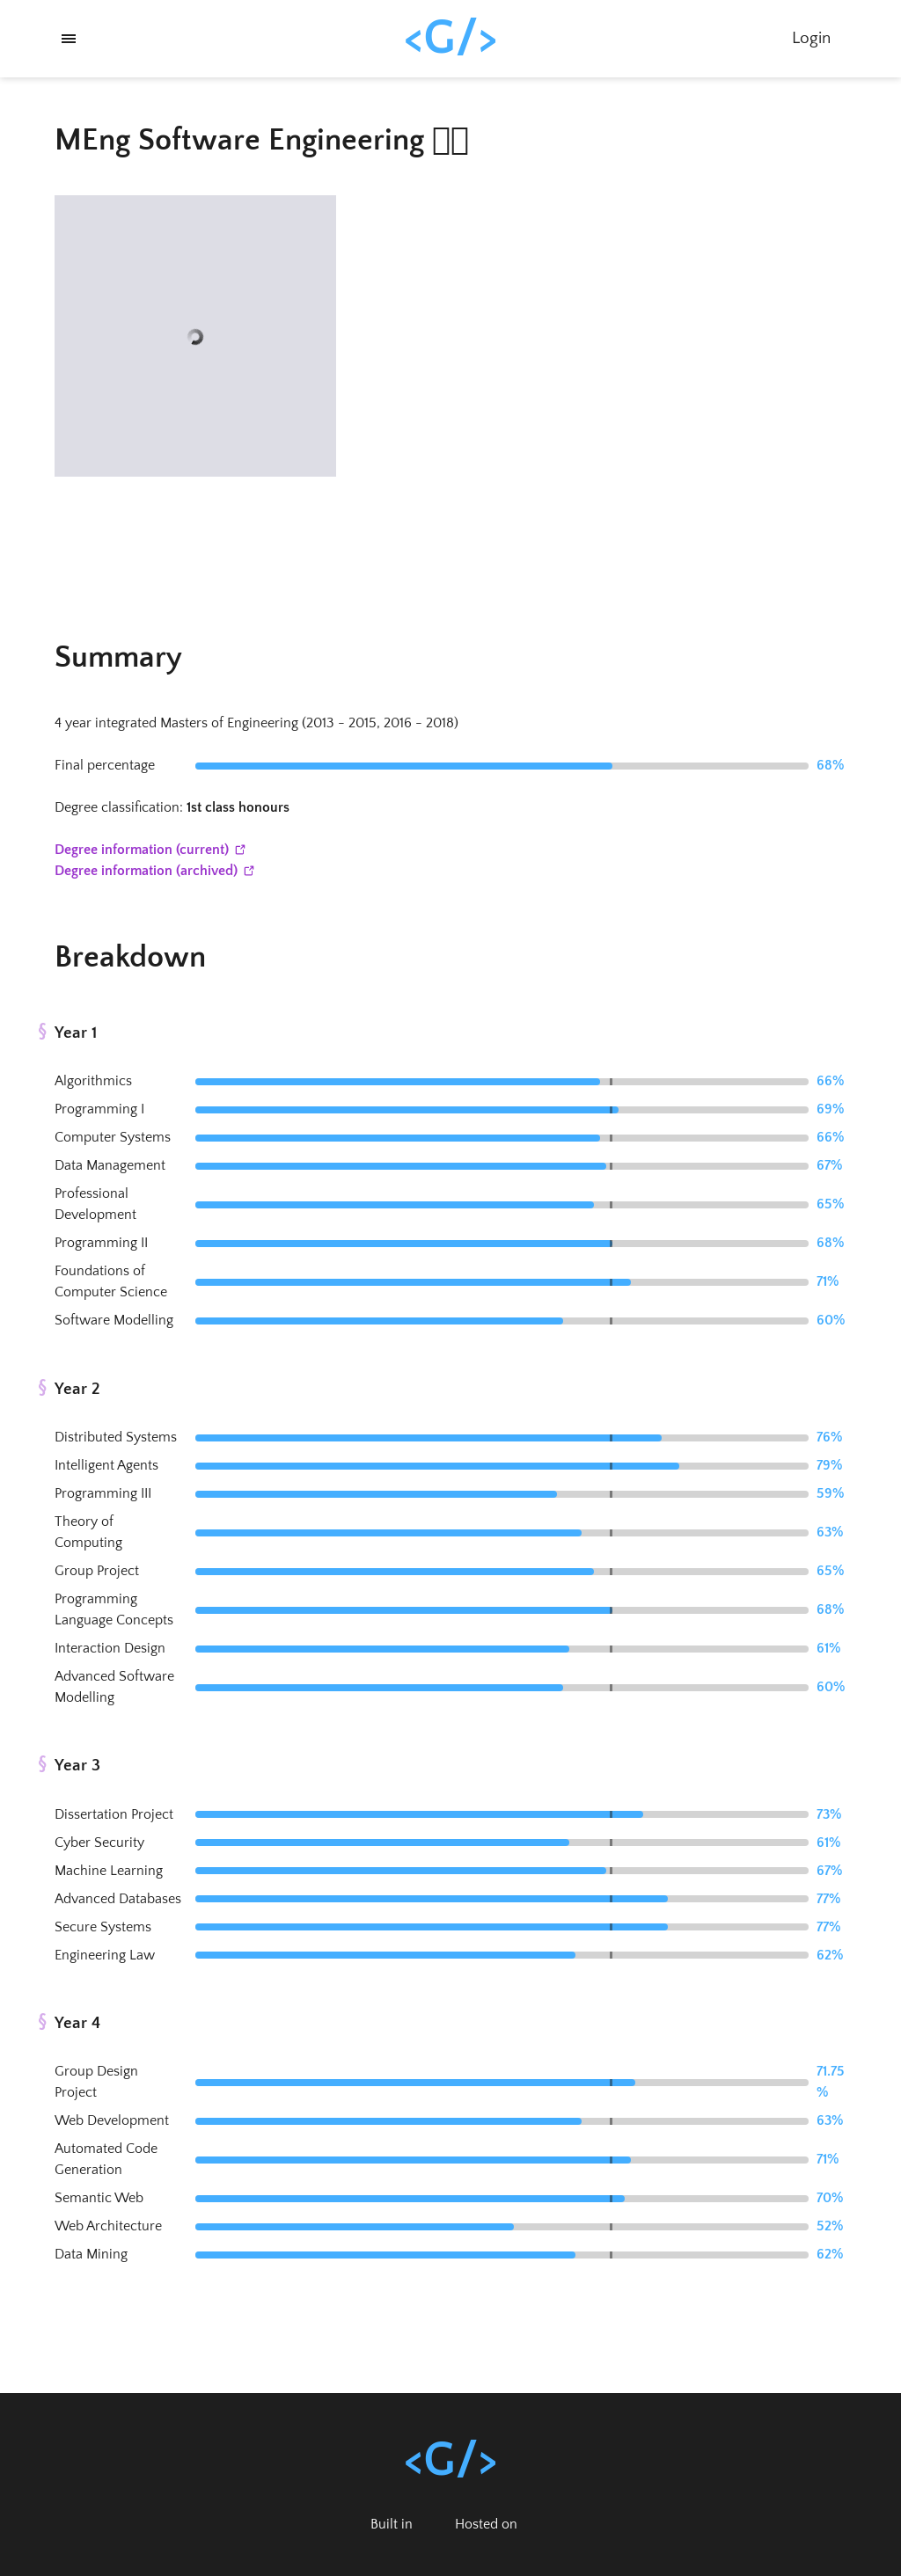 <G/>
Login
MEng Software Engineering
Summary
4 year integrated Masters of Engineering (2013 - 2015, 2016 - 2018)
Final percentage 68%
Degree classification: 1st class honours
Degree information (current)
Degree information (archived)
Breakdown
§ Year 1
Algorithmics 66%
Programming I 69%
Computer Systems 66%
Data Management 67%
Professional
Development 65%
Programming II 68%
Foundations of
Computer Science 71%
Software Modelling 60%
§ Year 2
Distributed Systems 76%
Intelligent Agents 79%
Programming III 59%
Theory of
Computing 63%
Group Project 65%
Programming
Language Concepts 68%
Interaction Design 61%
Advanced Software
Modelling 60%
§ Year 3
Dissertation Project 73%
Cyber Security 61%
Machine Learning 67%
Advanced Databases 77%
Secure Systems 77%
Engineering Law 62%
§ Year 4
Group Design 71.75
Project %
Web Development 63%
Automated Code
Generation 71%
Semantic Web 70%
Web Architecture 52%
Data Mining 62%
<G/>
Built in Hosted on